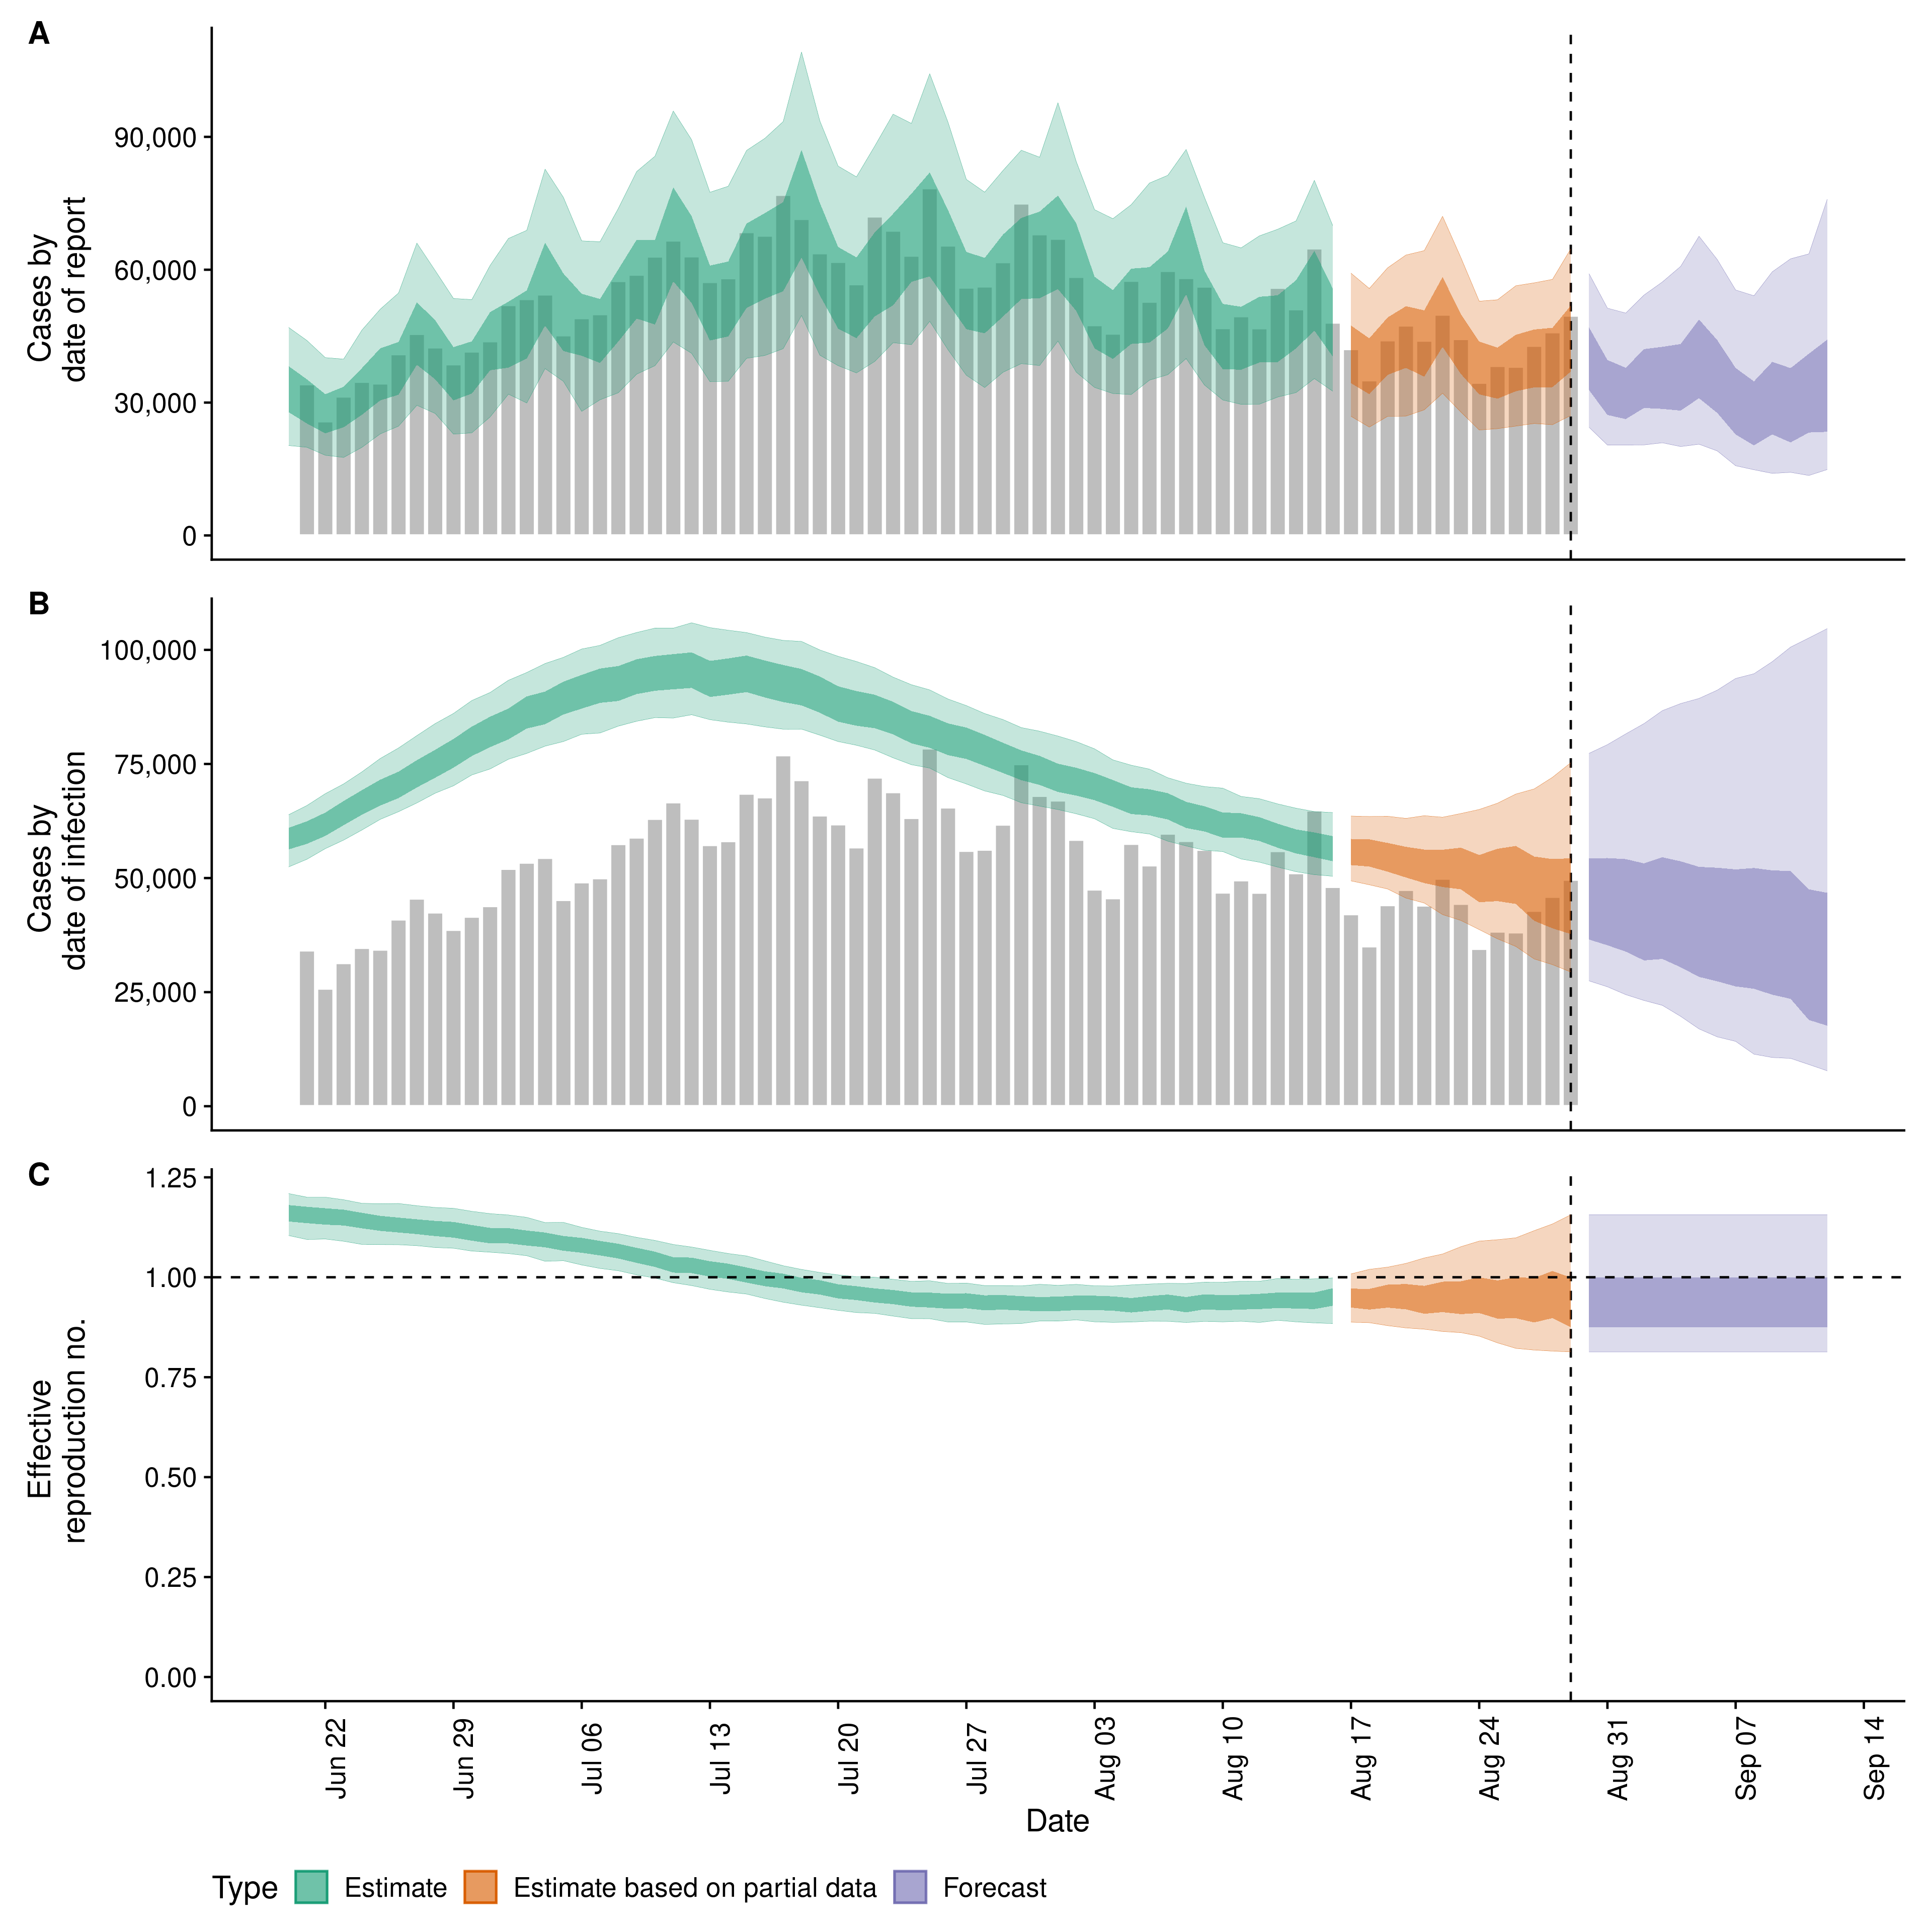 A
Cases by
date of report
90,000
60,000
30,000
0
B
Cases by
date of infection
100,000
75,000
50,000
25,000
0
C
Effective
reproduction no.
1.25
1.00
0.75
0.50
0.25
0.00
Jun 22
Jun 29
Jul 06
Jul 13
Jul 20
Jul 27
Aug 03
Aug 10
Aug 17
Aug 24
Aug 31
Sep 07
Sep 14
Date
Type Estimate Estimate based on partial data Forecast